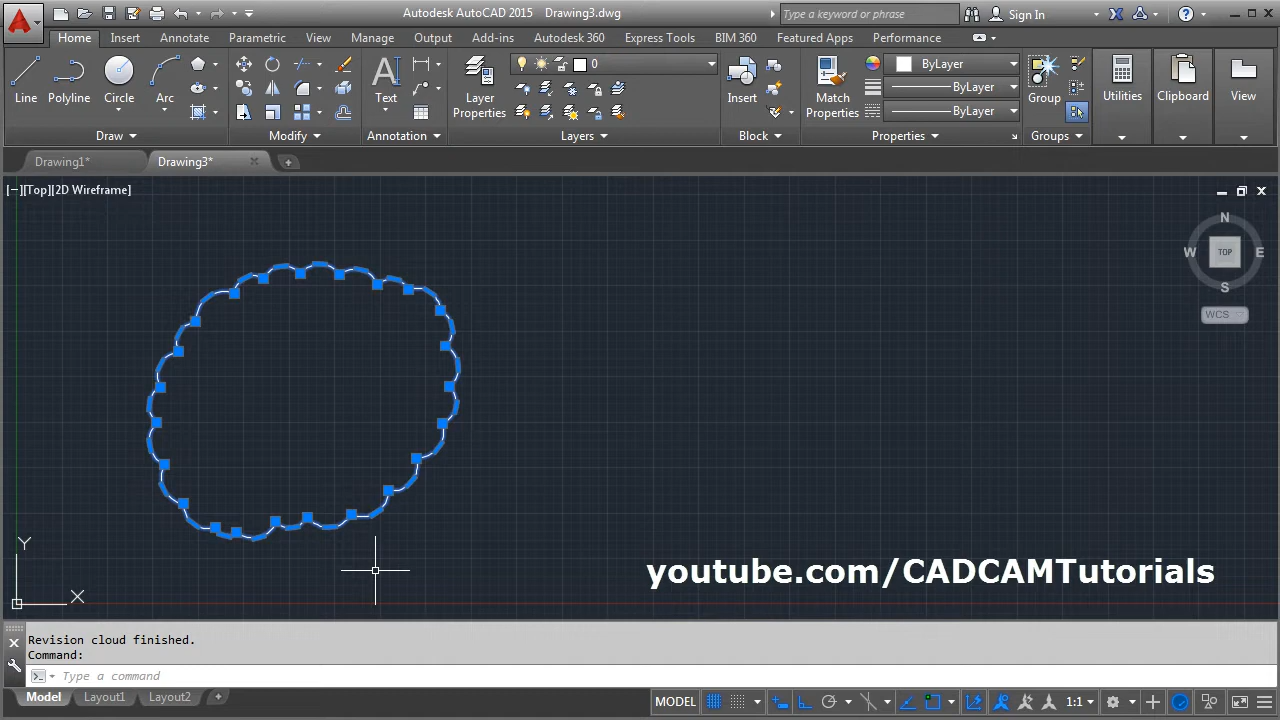 Autodesk AutoCAD 2015 Drawing3.dwg
Type a keyword or phrase
Sign In
Home Insert Annotate Parametric View Manage Output Add-ins Autodesk 360 Express Tools BIM 360 Featured Apps Performance
Line Polyline Circle Arc
Text
Layer Properties
0
Insert
Match Properties
ByLayer
ByLayer
ByLayer
Group
Utilities
Clipboard
View
Draw Modify Annotation Layers Block Properties Groups
Drawing1* Drawing3*
[−][Top][2D Wireframe]
N
W TOP E
S
WCS
Y
X
youtube.com/CADCAMTutorials
Revision cloud finished.
Command:
Type a command
Model Layout1 Layout2
MODEL 1:1